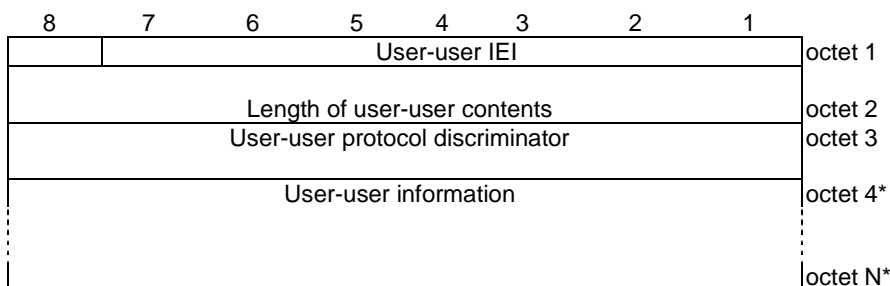 8 7 6 5 4 3 2 1
User-user IEI octet 1
Length of user-user contents octet 2
User-user protocol discriminator octet 3
User-user information octet 4*
octet N*